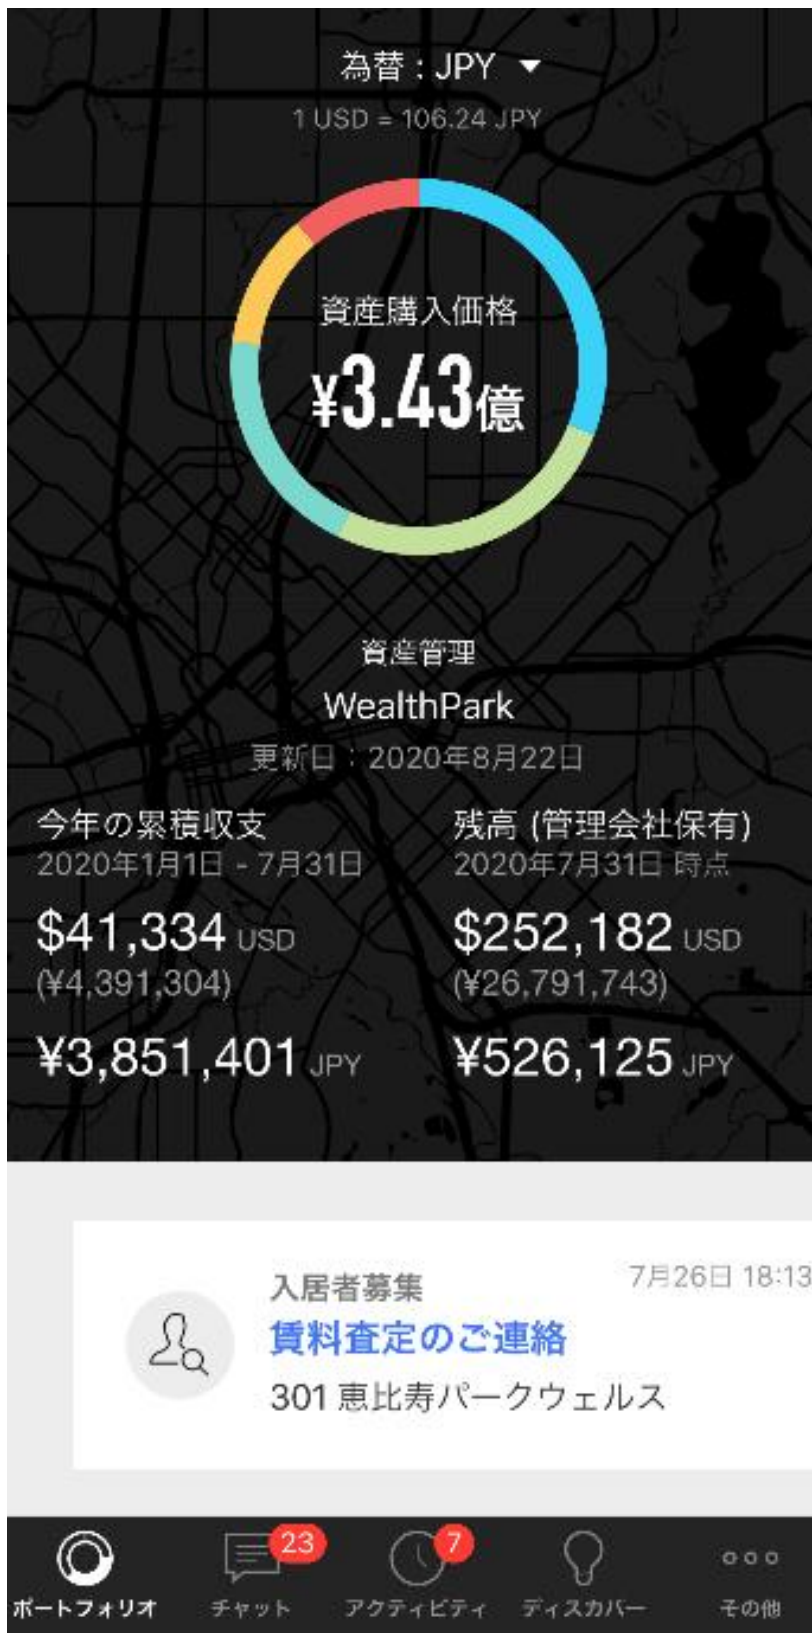 為替：JPY
1 USD = 106.24 JPY
資産購入価格
¥3.43億
資産管理
WealthPark
更新日：2020年8月22日
今年の累積収支
2020年1月1日 - 7月31日
$41,334 USD
(¥4,391,304)
¥3,851,401 JPY
残高 (管理会社保有)
2020年7月31日 時点
$252,182 USD
(¥26,791,743)
¥526,125 JPY
入居者募集
7月26日 18:13
賃料査定のご連絡
301 恵比寿パークウェルス
23
7
ポートフォリオ
チャット
アクティビティ
ディスカバー
その他